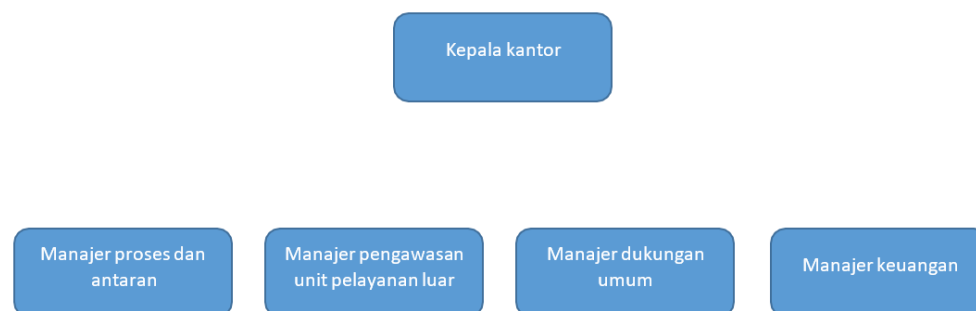 Kepala kantor
Manajer proses dan
antaran
Manajer pengawasan
unit pelayanan luar
Manajer dukungan
umum
Manajer keuangan